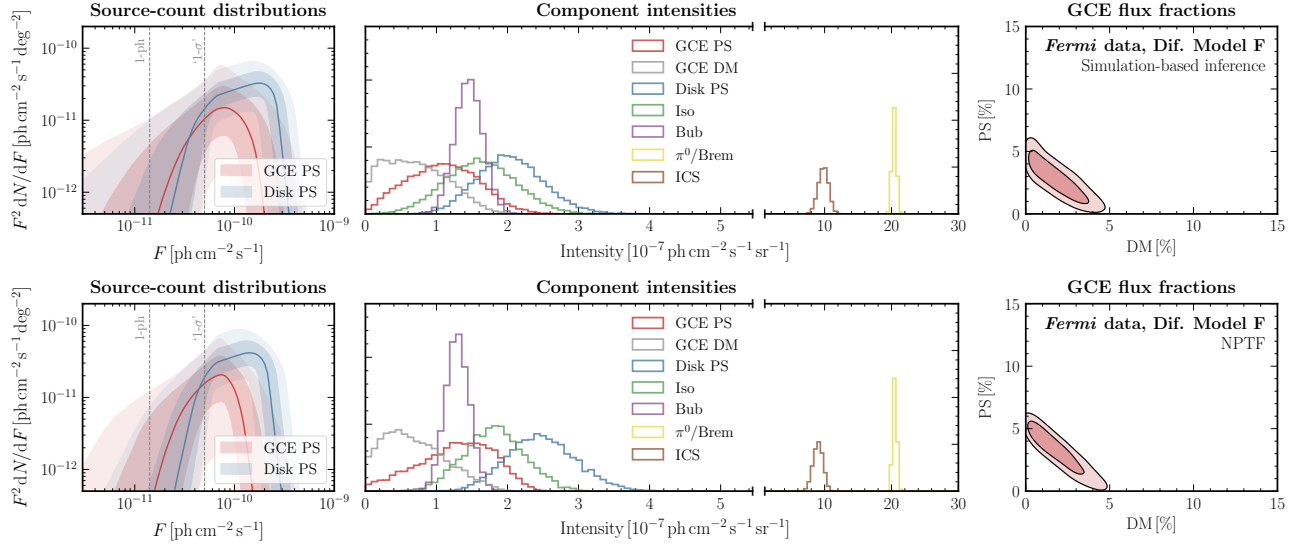 Source-count distributions
Component intensities
GCE flux fractions
F² dN/dF [ph cm⁻² s⁻¹ deg⁻²]
10⁻¹⁰
10⁻¹¹
10⁻¹²
1-ph
'1-σ'
GCE PS
Disk PS
10⁻¹¹ 10⁻¹⁰ 10⁻⁹
F [ph cm⁻² s⁻¹]
GCE PS
GCE DM
Disk PS
Iso
Bub
π⁰/Brem
ICS
0 1 2 3 4 5 10 20 30
Intensity [10⁻⁷ ph cm⁻² s⁻¹ sr⁻¹]
Fermi data, Dif. Model F
Simulation-based inference
PS [%]
15
10
5
0
0 5 10 15
DM [%]
Source-count distributions
Component intensities
GCE flux fractions
F² dN/dF [ph cm⁻² s⁻¹ deg⁻²]
10⁻¹⁰
10⁻¹¹
10⁻¹²
1-ph
'1-σ'
GCE PS
Disk PS
10⁻¹¹ 10⁻¹⁰ 10⁻⁹
F [ph cm⁻² s⁻¹]
GCE PS
GCE DM
Disk PS
Iso
Bub
π⁰/Brem
ICS
0 1 2 3 4 5 10 20 30
Intensity [10⁻⁷ ph cm⁻² s⁻¹ sr⁻¹]
Fermi data, Dif. Model F
NPTF
PS [%]
15
10
5
0
0 5 10 15
DM [%]